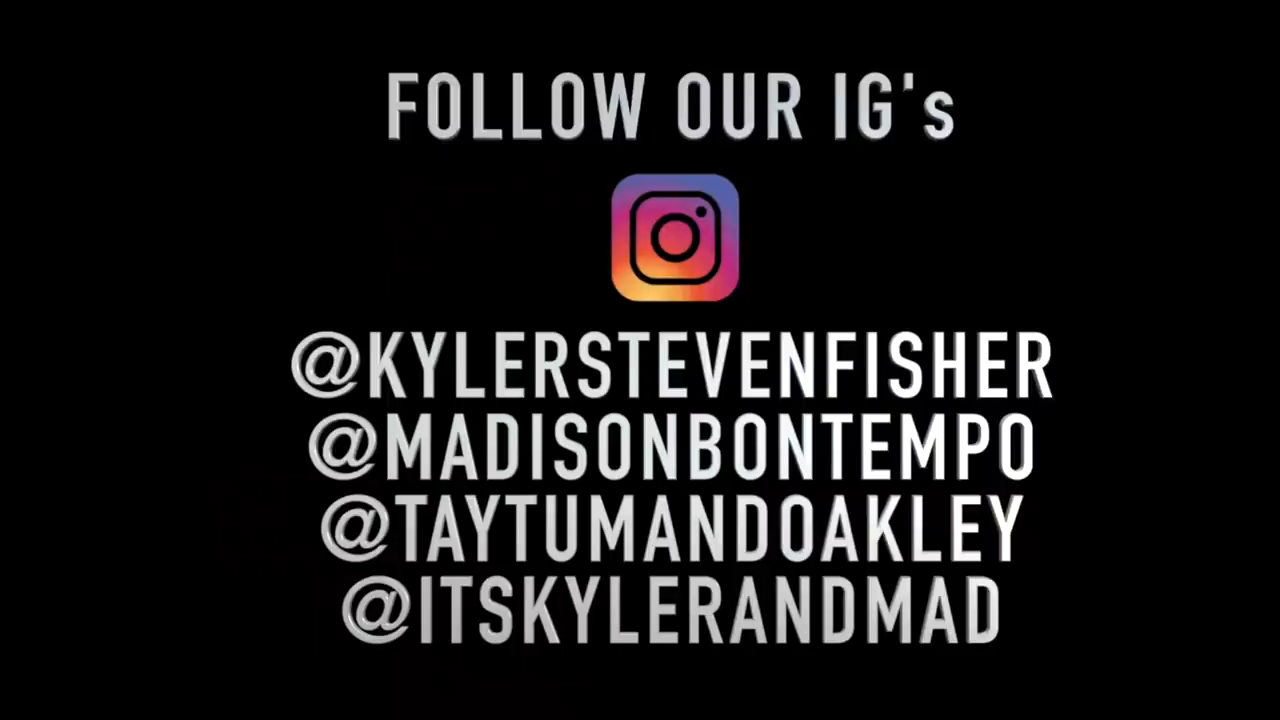 FOLLOW OUR IG's
@KYLERSTEVENFISHER
@MADISONBONTEMPO
@TAYTUMANDOAKLEY
@ITSKYLERANDMAD